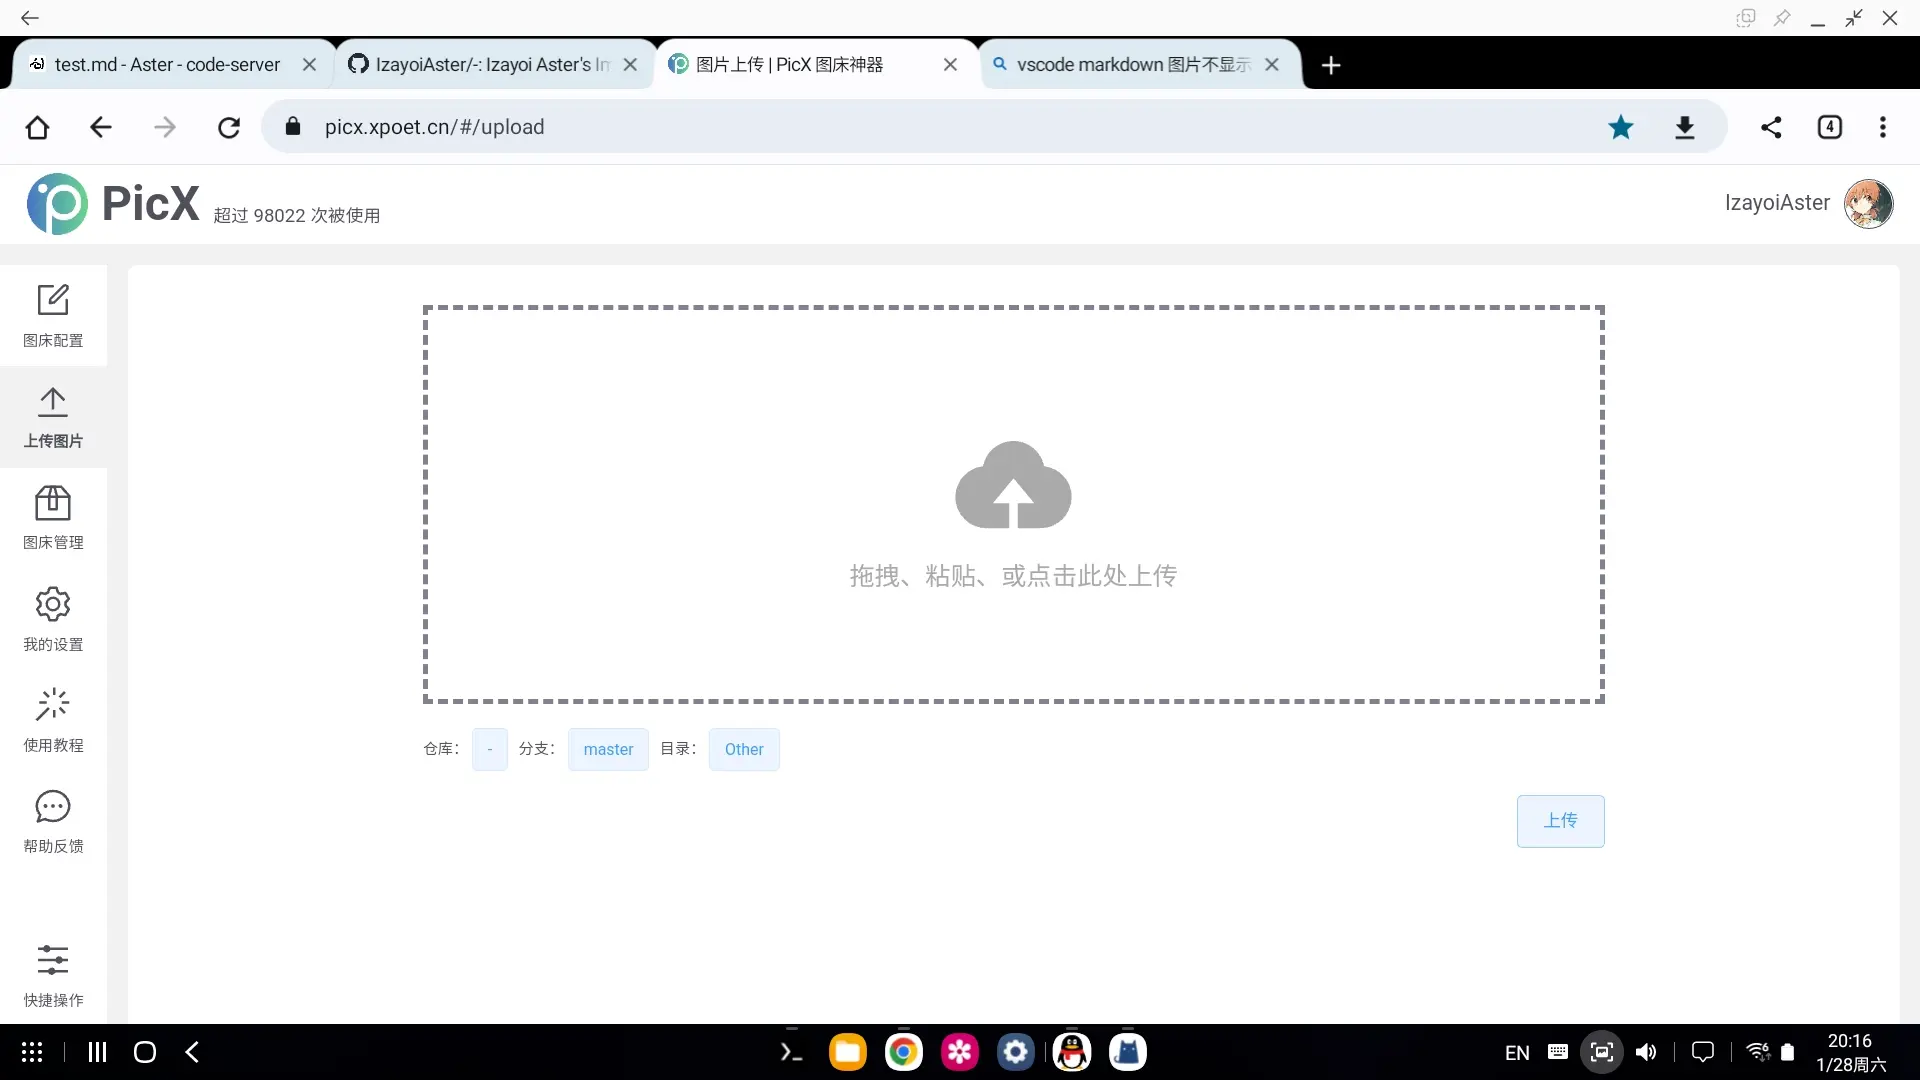 test.md - Aster - code-server
IzayoiAster/-: Izayoi Aster's Im
图片上传 | PicX 图床神器
vscode markdown 图片不显示
picx.xpoet.cn/#/upload
4
PicX 超过 98022 次被使用
IzayoiAster
图床配置
上传图片
图床管理
我的设置
使用教程
帮助反馈
快捷操作
拖拽、粘贴、或点击此处上传
仓库： - 分支： master 目录： Other
上传
EN
20:16
1/28周六